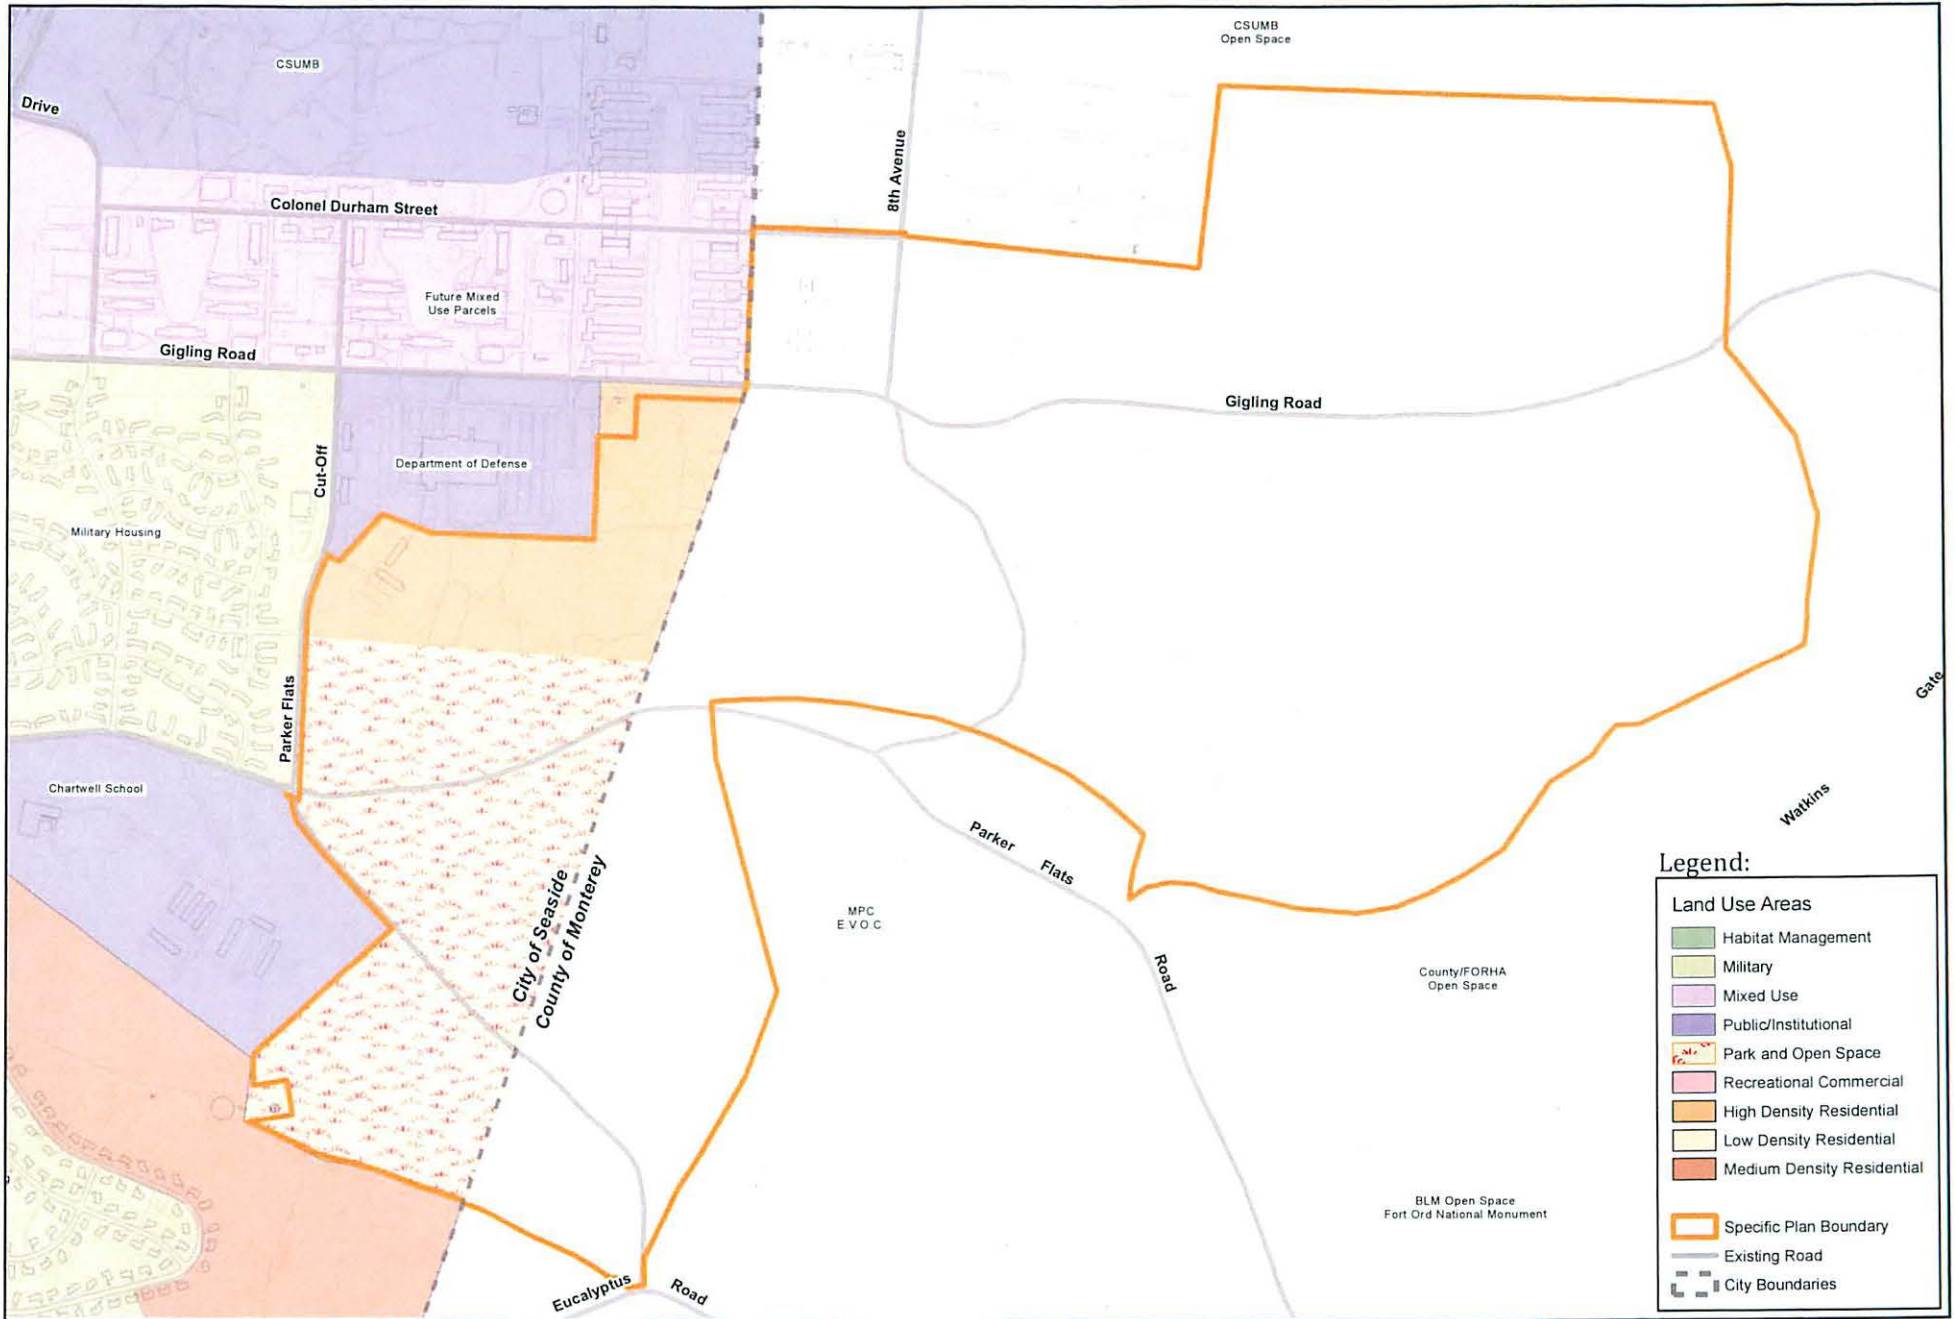 CSUMB
Open Space
CSUMB
Drive
8th Avenue
Colonel Durham Street
Future Mixed
Use Parcels
Gigling Road
Gigling Road
Cut-Off
Department of Defense
Military Housing
Parker Flats
Gate
Chartwell School
Watkins
Parker
Flats
City of Seaside
County of Monterey
MPC
E.V.O.C
Road
County/FORHA
Open Space
BLM Open Space
Fort Ord National Monument
Eucalyptus
Road
Legend:
Land Use Areas
Habitat Management
Military
Mixed Use
Public/Institutional
Park and Open Space
Recreational Commercial
High Density Residential
Low Density Residential
Medium Density Residential
Specific Plan Boundary
Existing Road
City Boundaries